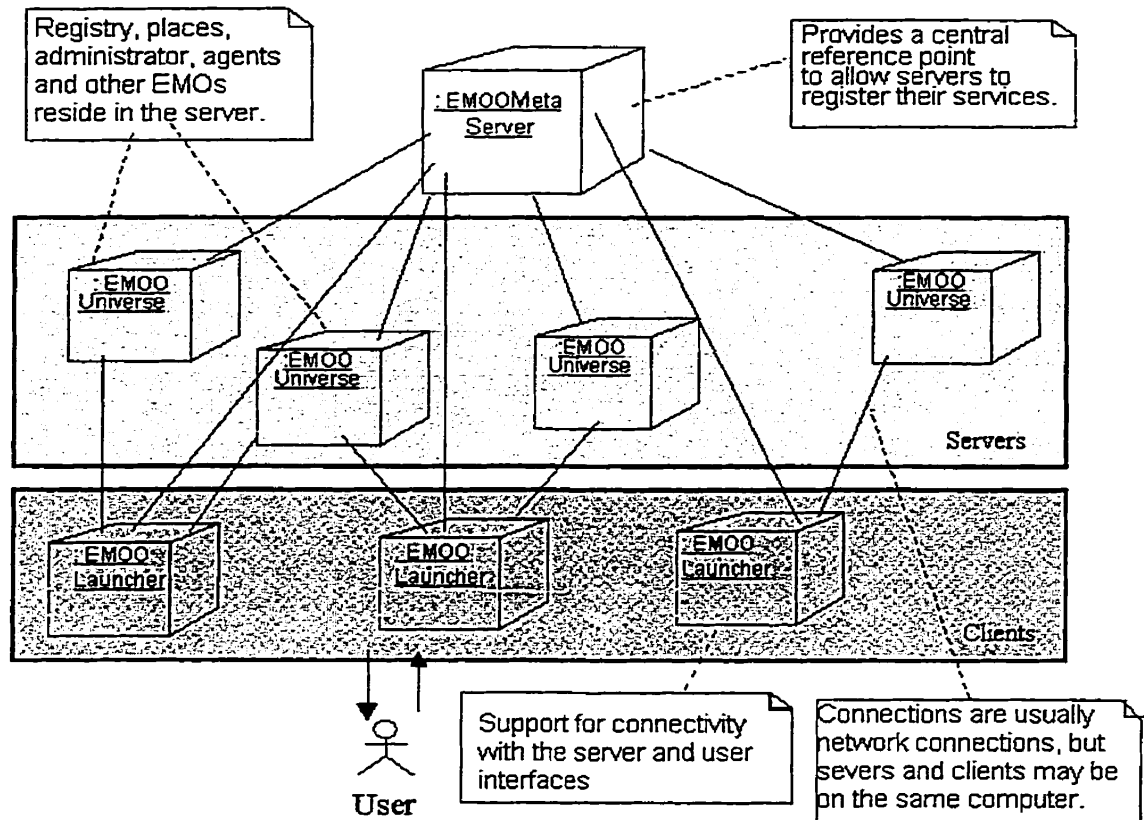 Registry, places,
administrator, agents
and other EMOs
reside in the server.
Provides a central
reference point
to allow servers to
register their services.
: EMOOMeta
Server
:EMOO
Universe
:EMOO
Universe
:EMOO
Universe
:EMOO
Universe
Servers
:EMOO
Launcher
:EMOO
Launcher
:EMOO
Launcher
Clients
Support for connectivity
with the server and user
interfaces
Connections are usually
network connections, but
severs and clients may be
on the same computer.
User